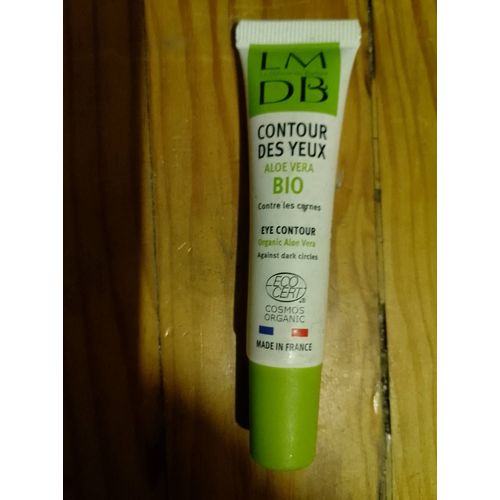 LM
DB
CONTOUR
DES YEUX
ALOE VERA
BIO
Contre les cernes
EYE CONTOUR
Organic Aloe Vera
Against dark circles
ECO
CERT
COSMOS
ORGANIC
MADE IN FRANCE